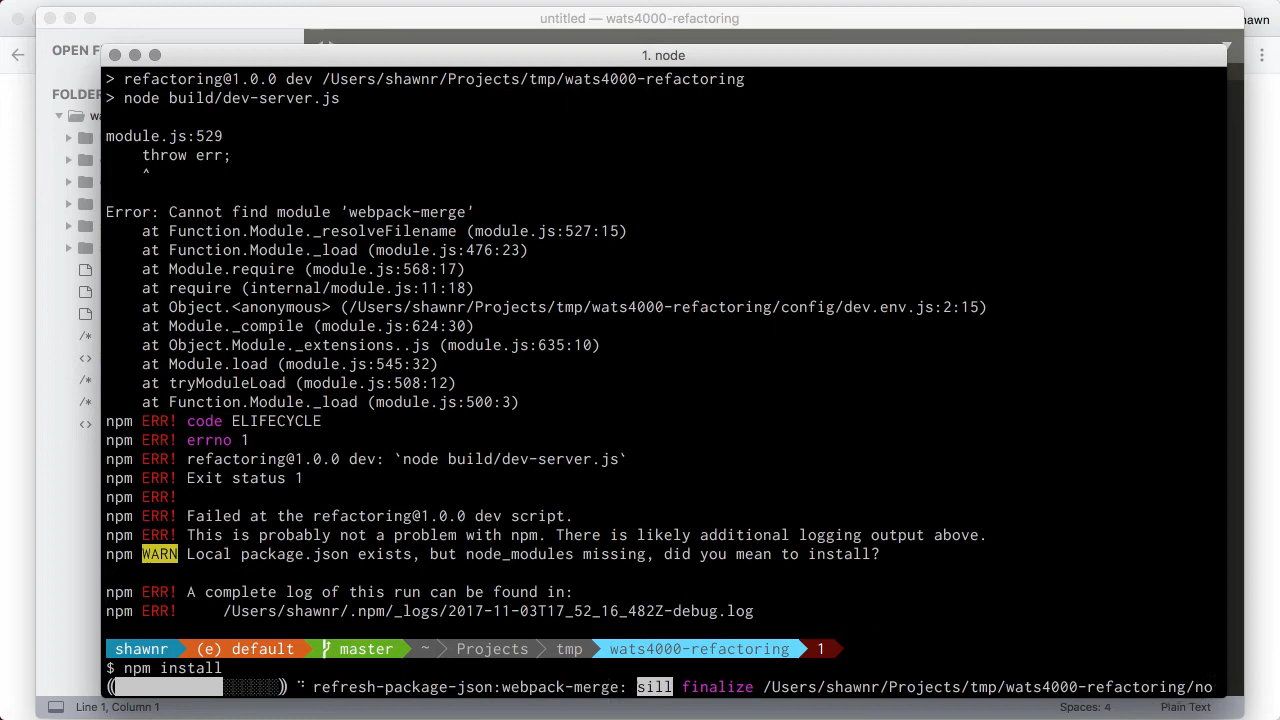 untitled — wats4000-refactoring
awn
OPEN F
1. node
FOLDER
wa
> refactoring@1.0.0 dev /Users/shawnr/Projects/tmp/wats4000-refactoring
> node build/dev-server.js
module.js:529
    throw err;
    ^
Error: Cannot find module 'webpack-merge'
    at Function.Module._resolveFilename (module.js:527:15)
    at Function.Module._load (module.js:476:23)
    at Module.require (module.js:568:17)
    at require (internal/module.js:11:18)
    at Object.<anonymous> (/Users/shawnr/Projects/tmp/wats4000-refactoring/config/dev.env.js:2:15)
    at Module._compile (module.js:624:30)
    at Object.Module._extensions..js (module.js:635:10)
    at Module.load (module.js:545:32)
    at tryModuleLoad (module.js:508:12)
    at Function.Module._load (module.js:500:3)
npm ERR! code ELIFECYCLE
npm ERR! errno 1
npm ERR! refactoring@1.0.0 dev: `node build/dev-server.js`
npm ERR! Exit status 1
npm ERR!
npm ERR! Failed at the refactoring@1.0.0 dev script.
npm ERR! This is probably not a problem with npm. There is likely additional logging output above.
npm WARN Local package.json exists, but node_modules missing, did you mean to install?
npm ERR! A complete log of this run can be found in:
npm ERR!     /Users/shawnr/.npm/_logs/2017-11-03T17_52_16_482Z-debug.log
shawnr (e) default master ~ Projects tmp wats4000-refactoring 1
$ npm install
refresh-package-json:webpack-merge: sill finalize /Users/shawnr/Projects/tmp/wats4000-refactoring/no
Line 1, Column 1
Spaces: 4
Plain Text